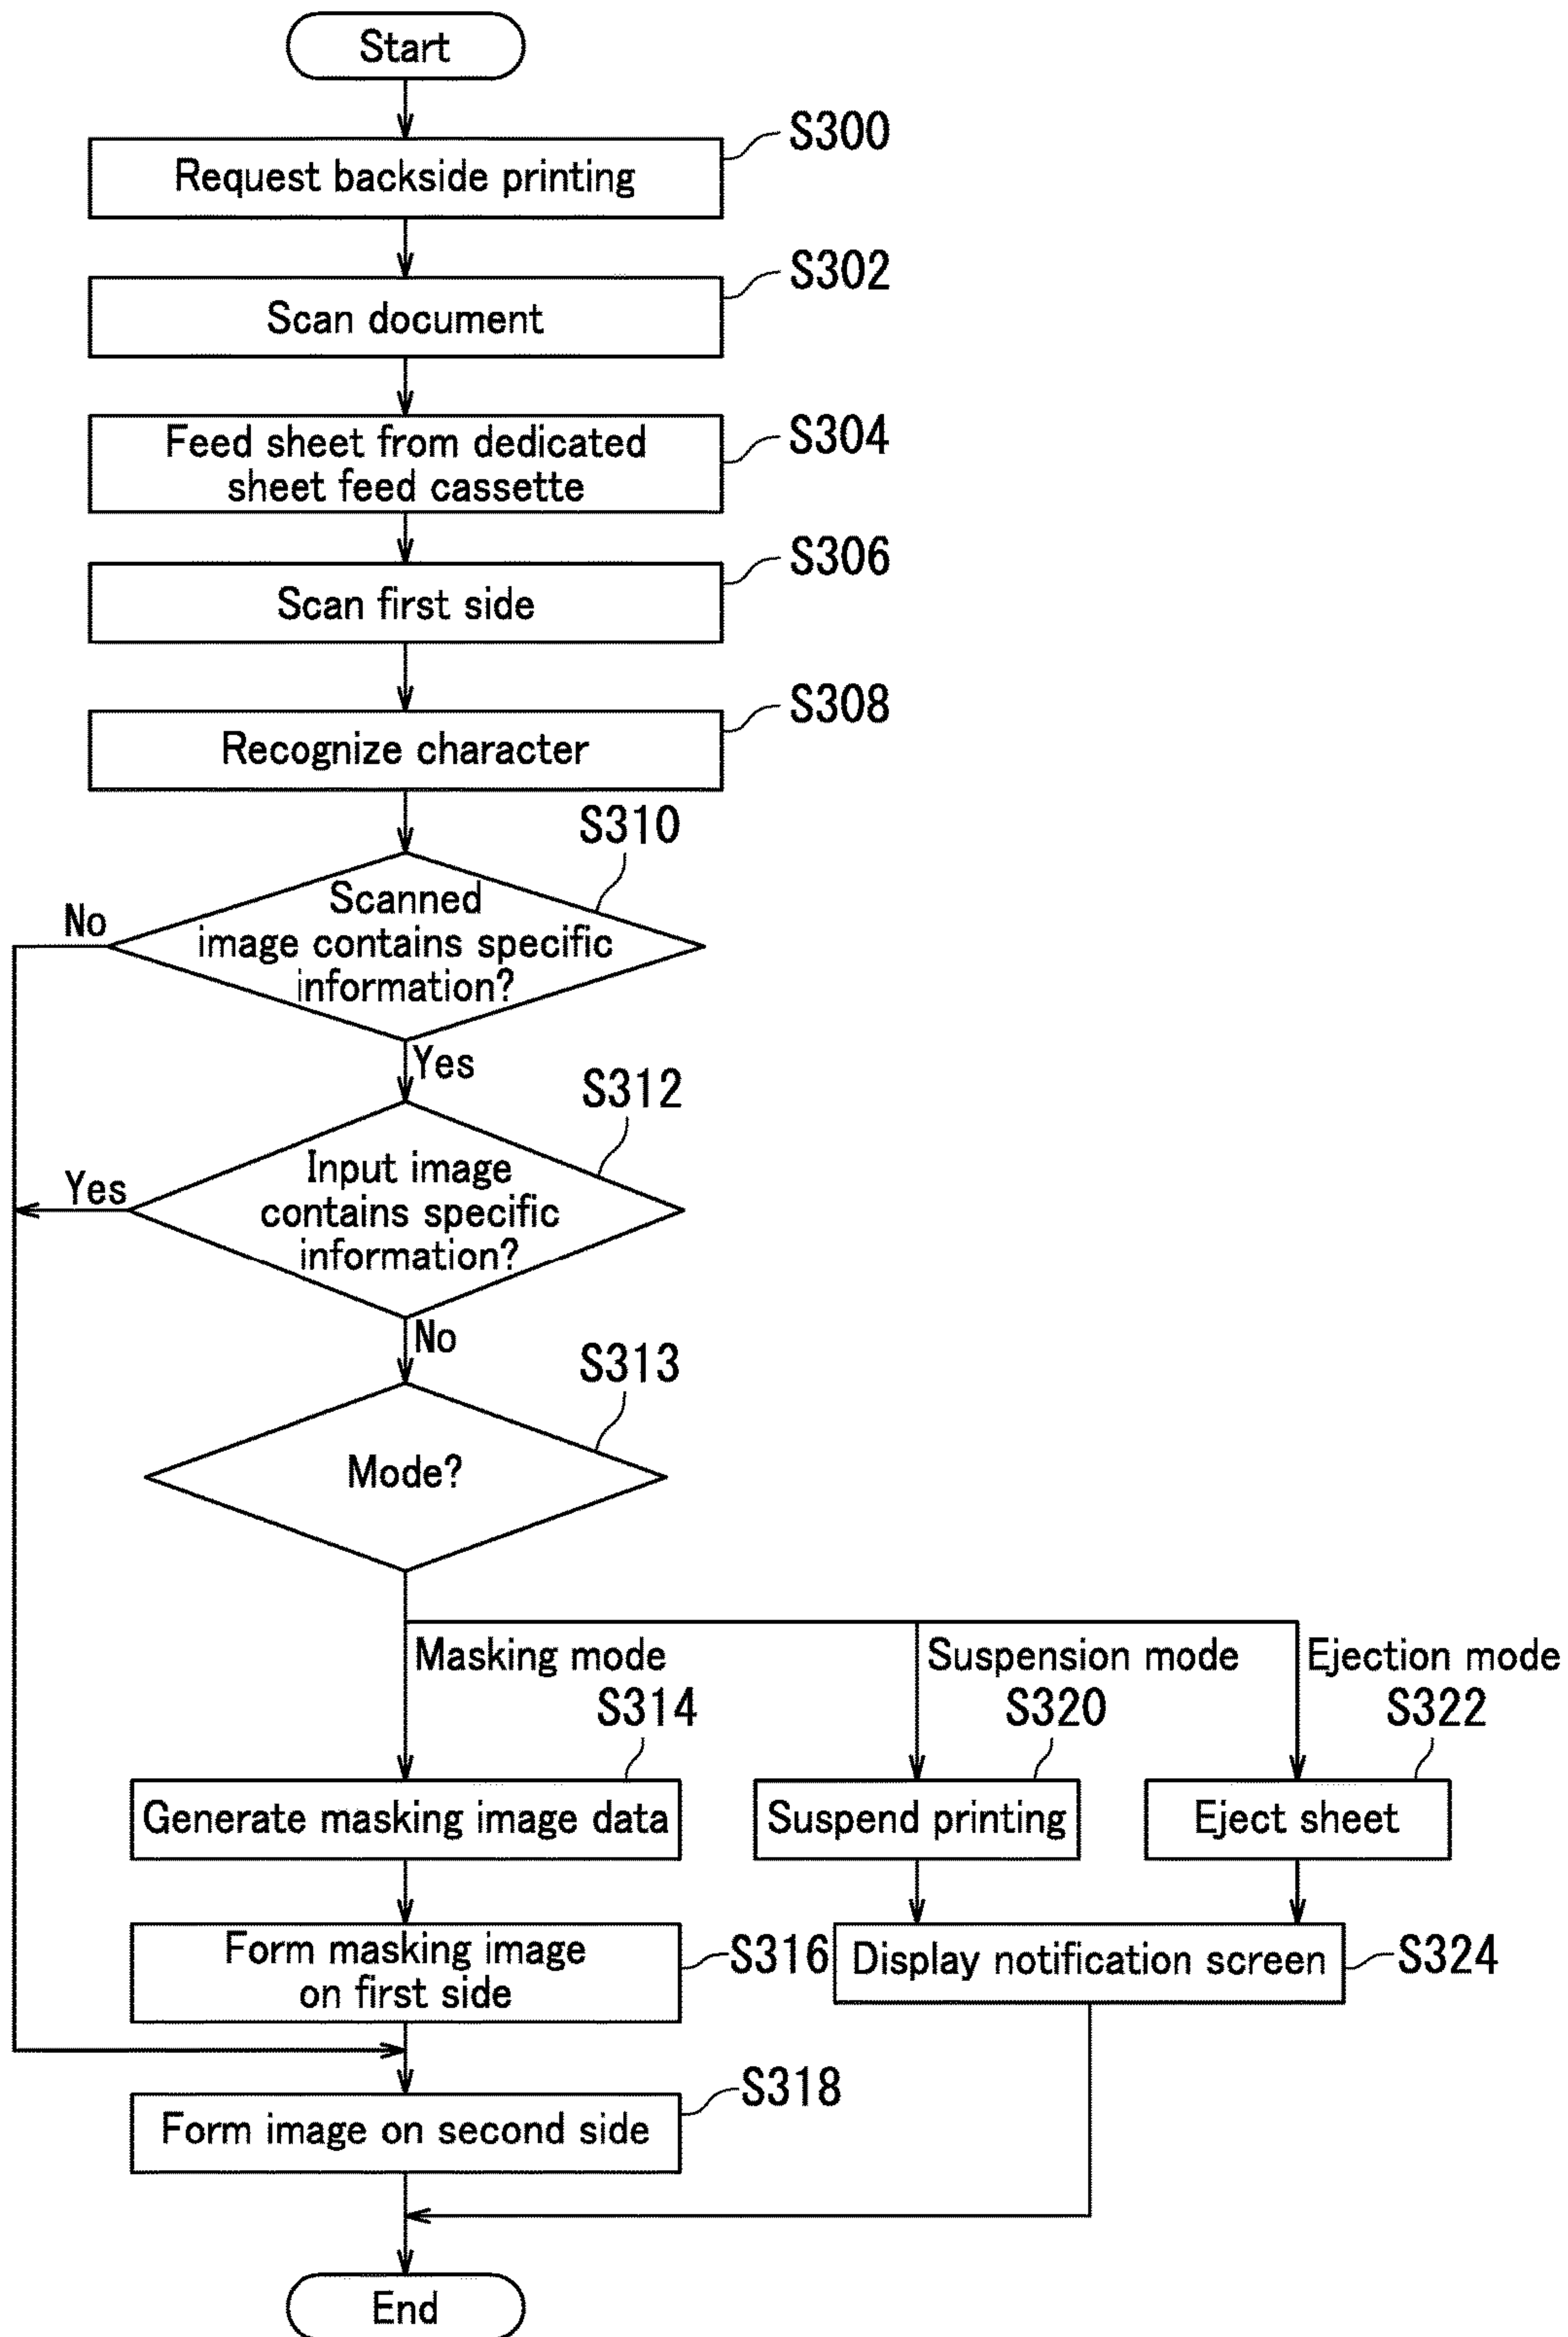 Start
S300
Request backside printing
S302
Scan document
S304
Feed sheet from dedicated
sheet feed cassette
S306
Scan first side
S308
Recognize character
S310
Scanned
image contains specific
information?
No
Yes
S312
Input image
contains specific
information?
Yes
No
S313
Mode?
Masking mode
Suspension mode
Ejection mode
S314
S320
S322
Generate masking image data
Suspend printing
Eject sheet
Form masking image
on first side
S316
Display notification screen
S324
S318
Form image on second side
End